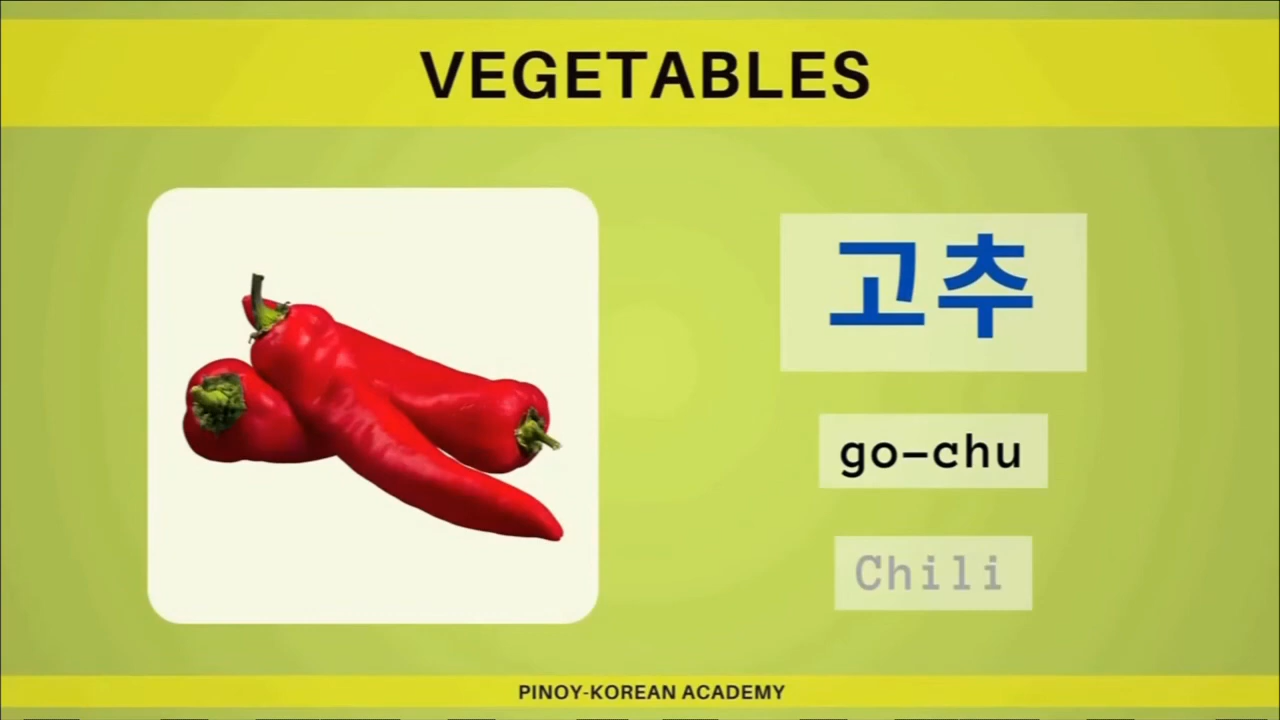 VEGETABLES
고추
go-chu
Chili
PINOY-KOREAN ACADEMY